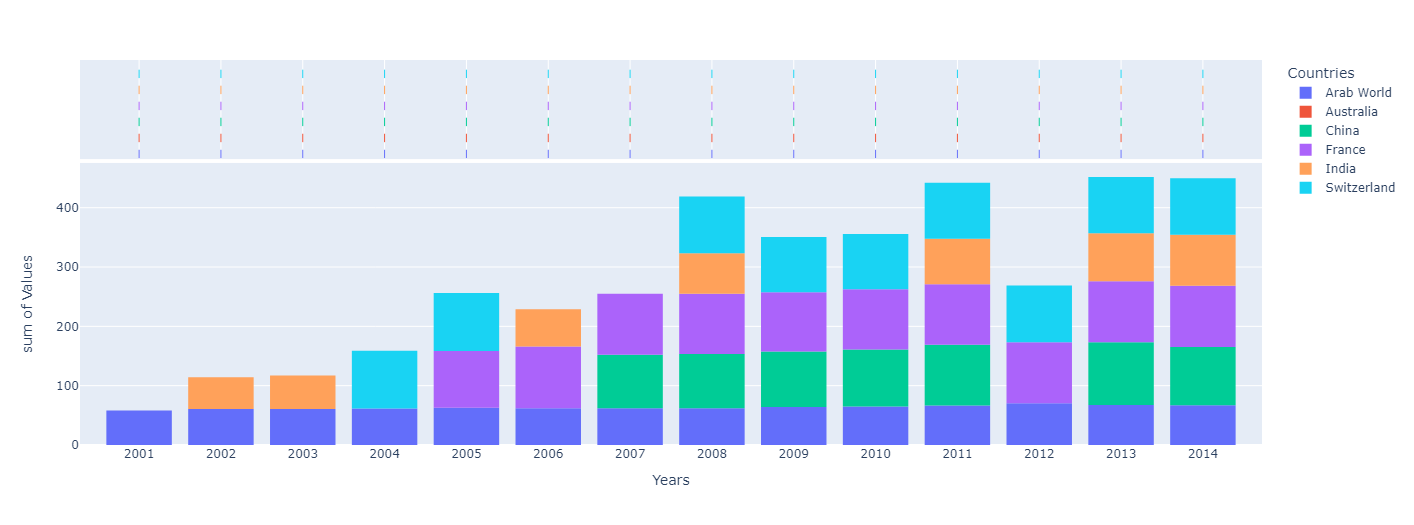 Countries
Arab World
Australia
China
France
India
Switzerland
sum of Values
400
300
200
100
0
2001 2002 2003 2004 2005 2006 2007 2008 2009 2010 2011 2012 2013 2014
Years